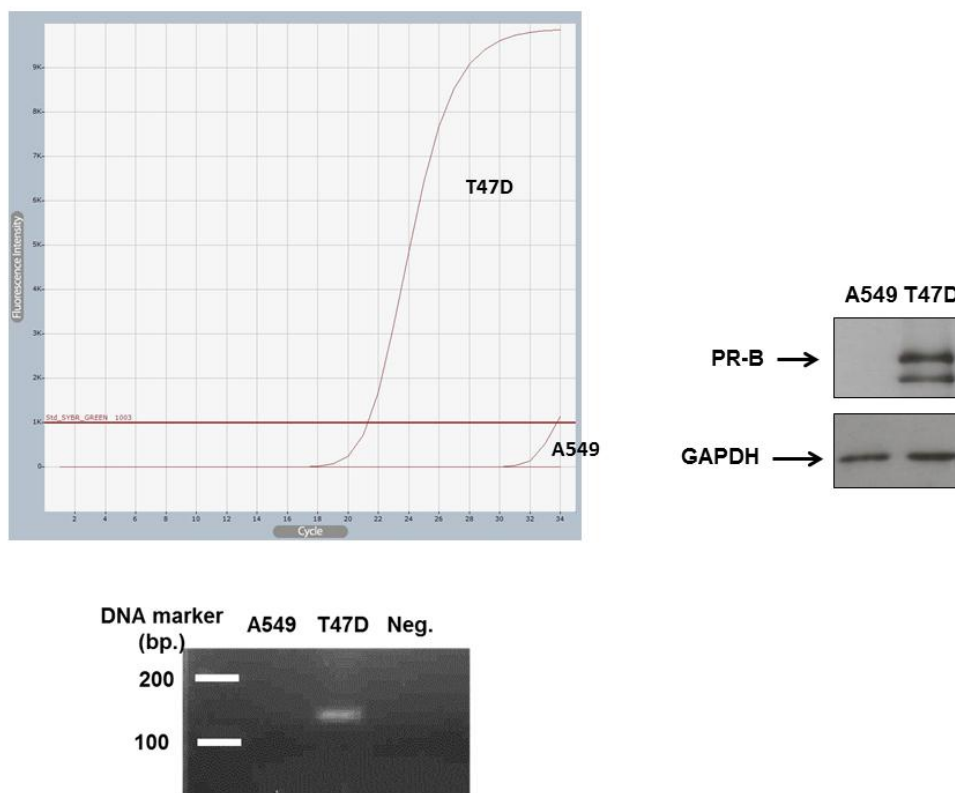 9K
8K
7K
6K
5K
4K
3K
2K
1K
0
Fluorescence Intensity
Std_SYBR_GREEN 1003
T47D
A549
2 4 6 8 10 12 14 16 18 20 22 24 26 28 30 32 34
Cycle
A549 T47D
PR-B
GAPDH
DNA marker
(bp.)
A549 T47D Neg.
200
100